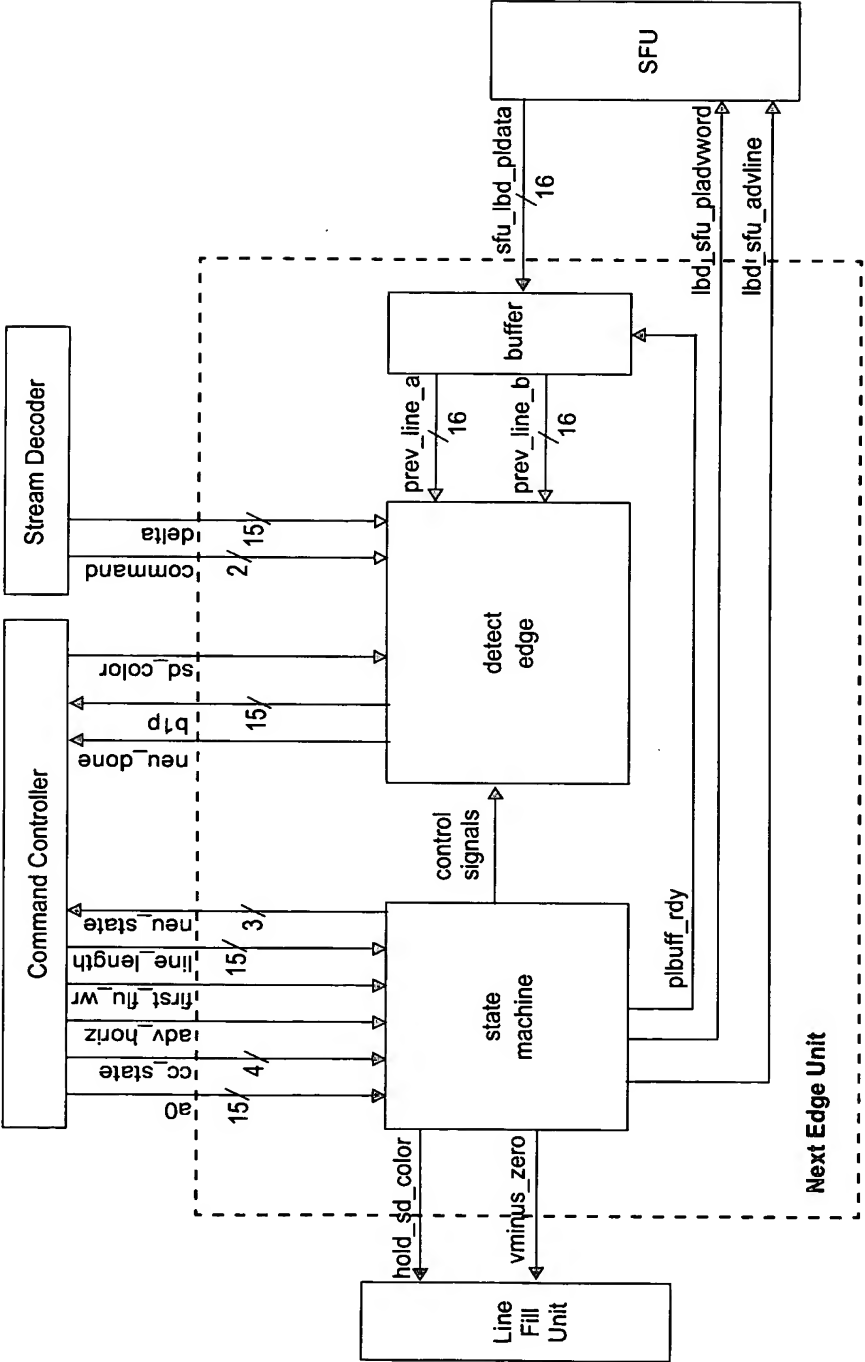 Command Controller
Stream Decoder
a0
15
cc_state
4
adv_horiz
first_flu_wr
line_length
15
neu_state
3
neu_done
b1p
15
sd_color
command
2
delta
15
hold_sd_color
vminus_zero
Line
Fill
Unit
state
machine
control
signals
detect
edge
prev_line_a
16
prev_line_b
16
buffer
sfu_lbd_pldata
16
SFU
plbuff_rdy
lbd_sfu_pladvword
lbd_sfu_advline
Next Edge Unit